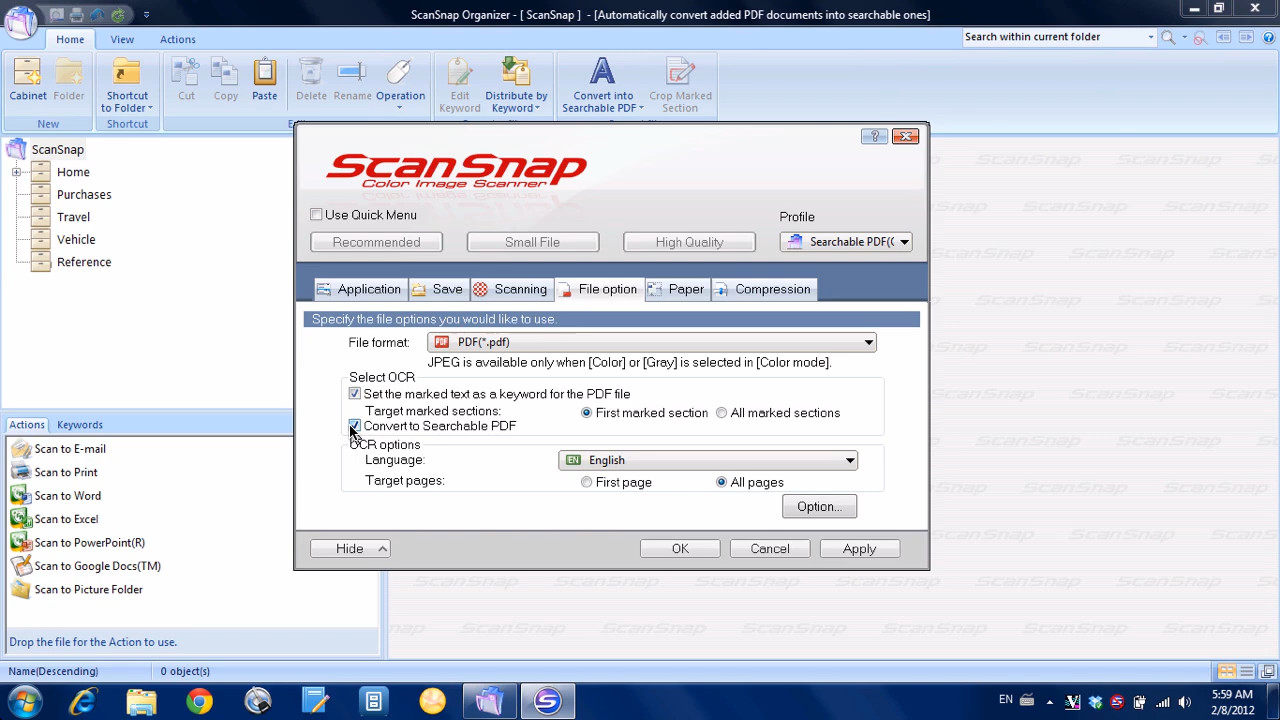 ScanSnap Organizer - [ ScanSnap ] - [Automatically convert added PDF documents into searchable ones]
Home View Actions
Search within current folder
Cabinet Folder Shortcut to Folder Cut Copy Paste Delete Rename Operation Edit Keyword Distribute by Keyword Convert into Searchable PDF Crop Marked Section
New Shortcut
ScanSnap
Home
Purchases
Travel
Vehicle
Reference
Actions Keywords
Scan to E-mail
Scan to Print
Scan to Word
Scan to Excel
Scan to PowerPoint(R)
Scan to Google Docs(TM)
Scan to Picture Folder
Drop the file for the Action to use.
Name(Descending) 0 object(s)
ScanSnap
Color Image Scanner
Use Quick Menu
Profile
Recommended Small File High Quality Searchable PDF(
Application Save Scanning File option Paper Compression
Specify the file options you would like to use.
File format: PDF(*.pdf)
JPEG is available only when [Color] or [Gray] is selected in [Color mode].
Select OCR
Set the marked text as a keyword for the PDF file
Target marked sections: First marked section All marked sections
Convert to Searchable PDF
OCR options
Language: EN English
Target pages: First page All pages
Option...
Hide OK Cancel Apply
EN
5:59 AM
2/8/2012